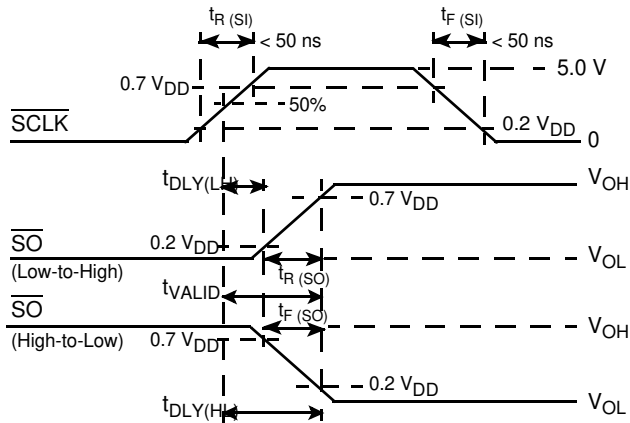 tR (SI)
< 50 ns
tF (SI)
< 50 ns
5.0 V
0.7 VDD
50%
SCLK
0.2 VDD
0
tDLY(LH)
VOH
0.7 VDD
SO
0.2 VDD
(Low-to-High)
tR (SO)
VOL
tVALID
SO
tF (SO)
VOH
(High-to-Low)
0.7 VDD
0.2 VDD
tDLY(HL)
VOL